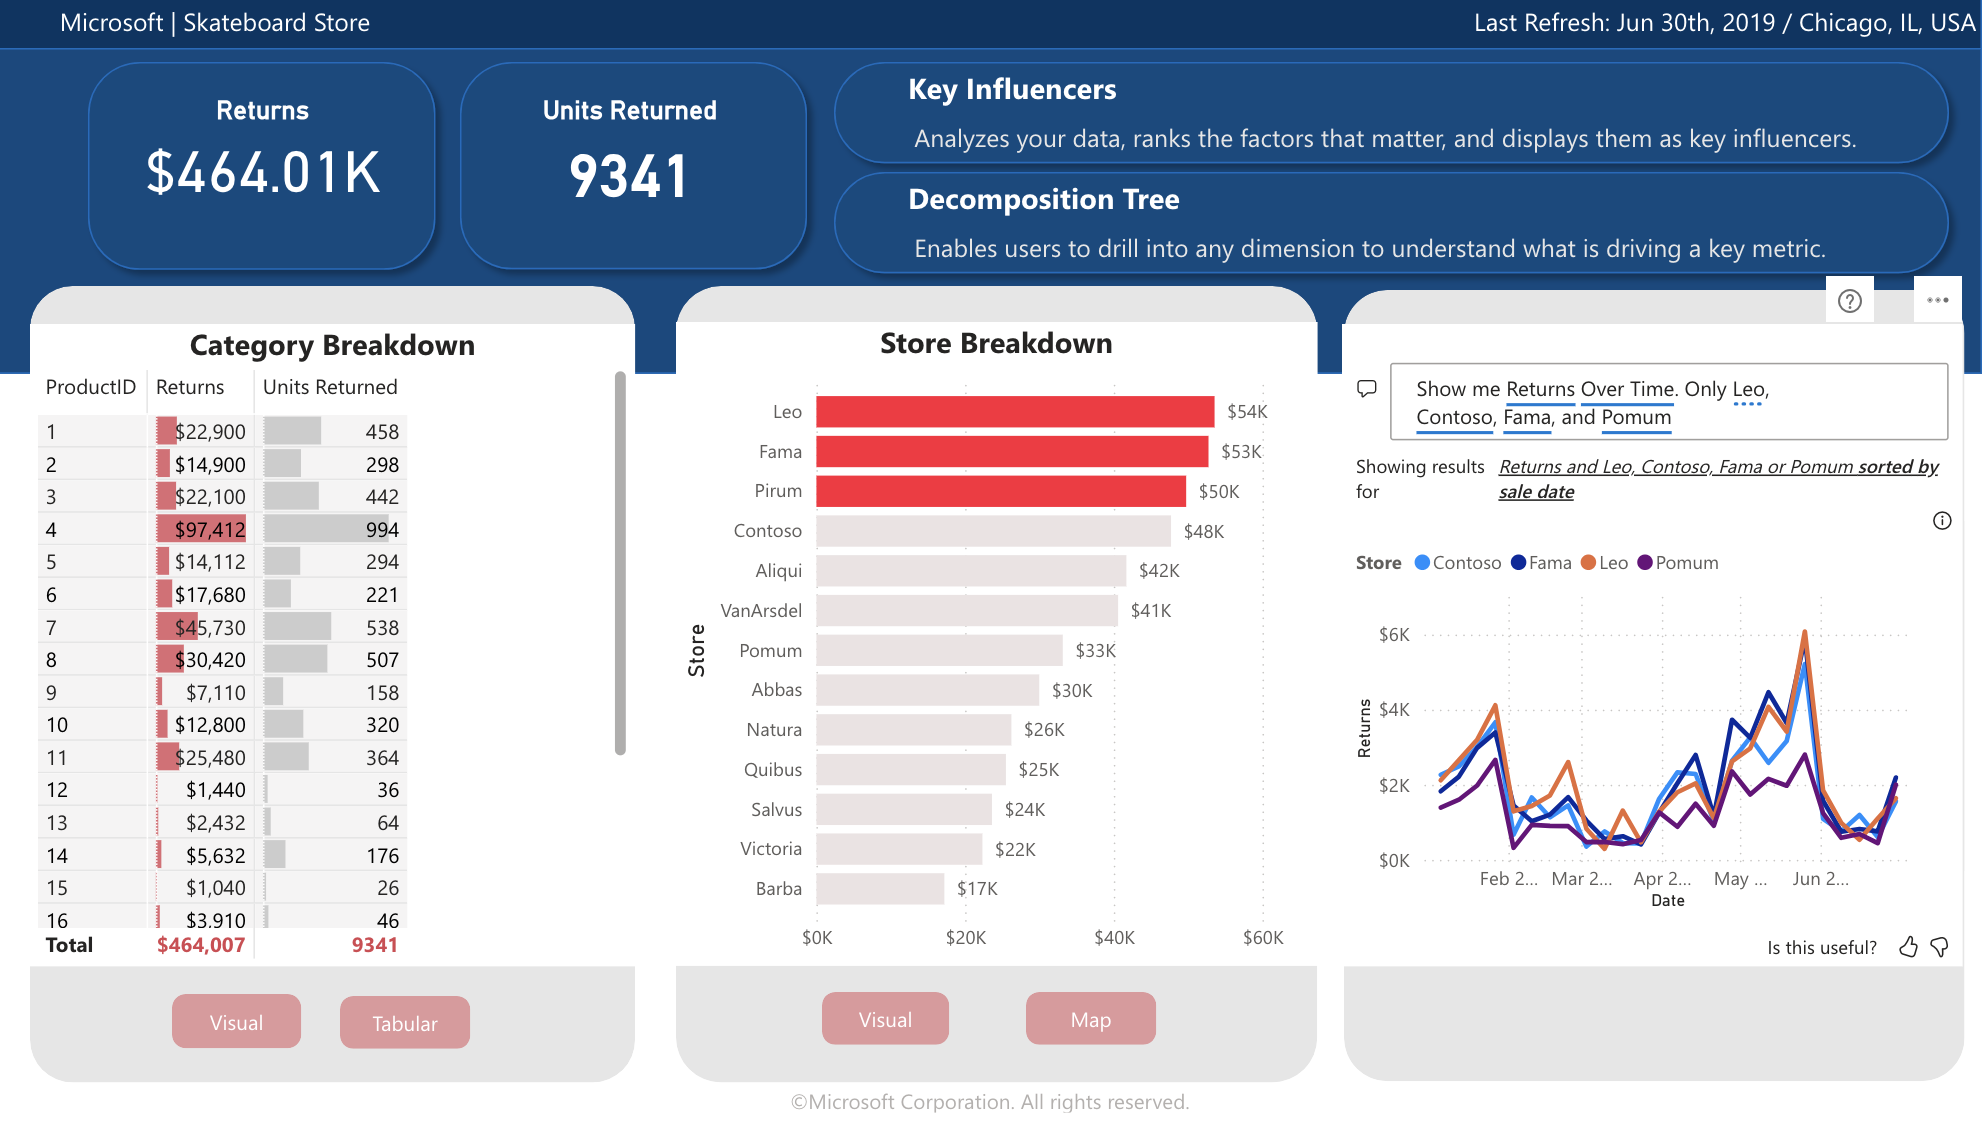 Microsoft | Skateboard Store
Last Refresh: Jun 30th, 2019 / Chicago, IL, USA
Returns
$464.01K
Units Returned
9341
Key Influencers
Analyzes your data, ranks the factors that matter, and displays them as key influencers.
Decomposition Tree
Enables users to drill into any dimension to understand what is driving a key metric.
Category Breakdown
ProductID Returns Units Returned
1 $22,900 458
2 $14,900 298
3 $22,100 442
4 $97,412 994
5 $14,112 294
6 $17,680 221
7 $45,730 538
8 $30,420 507
9 $7,110 158
10 $12,800 320
11 $25,480 364
12 $1,440 36
13 $2,432 64
14 $5,632 176
15 $1,040 26
16 $3,910 46
Total $464,007 9341
Visual
Tabular
Store Breakdown
Store
Leo $54K
Fama $53K
Pirum $50K
Contoso $48K
Aliqui $42K
VanArsdel $41K
Pomum $33K
Abbas $30K
Natura $26K
Quibus $25K
Salvus $24K
Victoria $22K
Barba $17K
$0K $20K $40K $60K
Visual
Map
Show me Returns Over Time. Only Leo,
Contoso, Fama, and Pomum
Showing results
for
Returns and Leo, Contoso, Fama or Pomum sorted by
sale date
Store Contoso Fama Leo Pomum
Returns
$6K
$4K
$2K
$0K
Feb 2... Mar 2... Apr 2... May ... Jun 2...
Date
Is this useful?
©Microsoft Corporation. All rights reserved.